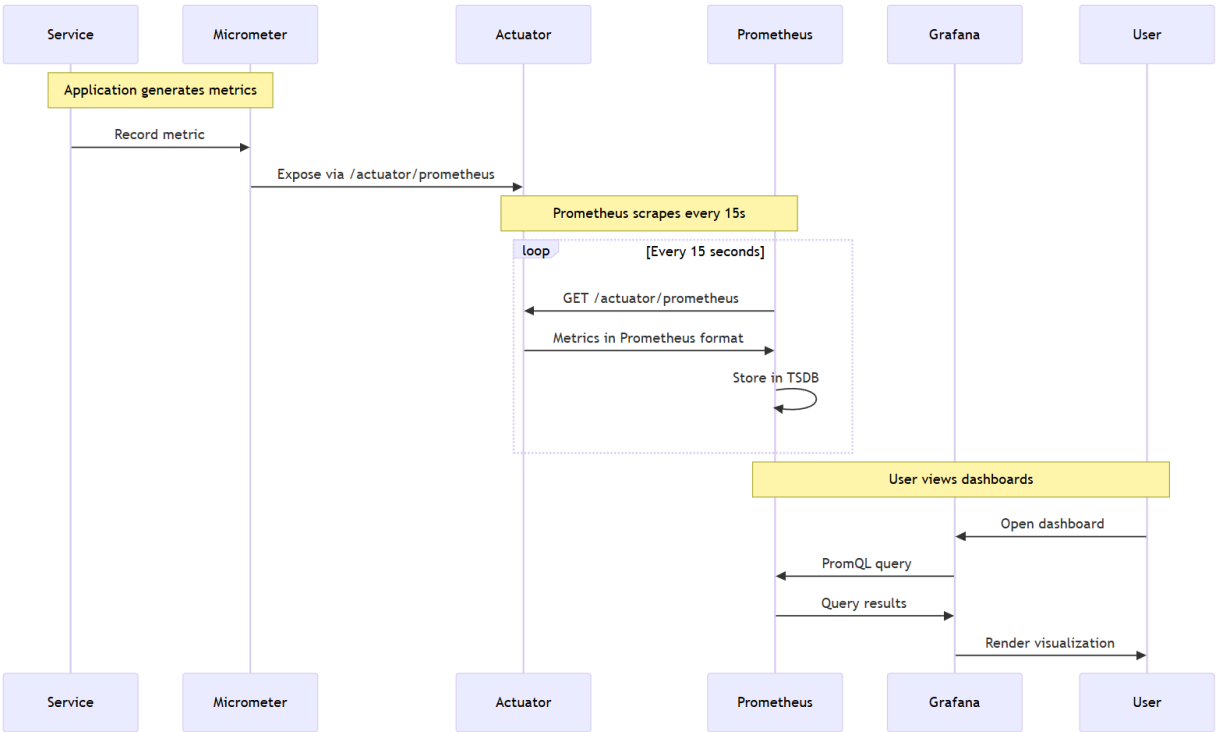 Service
Micrometer
Actuator
Prometheus
Grafana
User
Application generates metrics
Record metric
Expose via /actuator/prometheus
Prometheus scrapes every 15s
loop
[Every 15 seconds]
GET /actuator/prometheus
Metrics in Prometheus format
Store in TSDB
User views dashboards
Open dashboard
PromQL query
Query results
Render visualization
Service
Micrometer
Actuator
Prometheus
Grafana
User